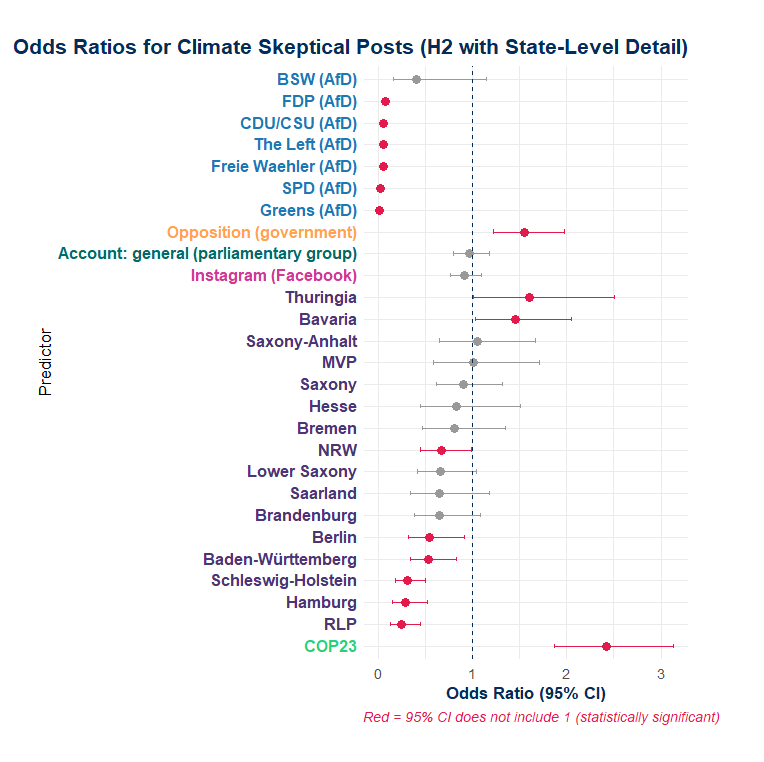 Odds Ratios for Climate Skeptical Posts (H2 with State-Level Detail)
BSW (AfD)
FDP (AfD)
CDU/CSU (AfD)
The Left (AfD)
Freie Waehler (AfD)
SPD (AfD)
Greens (AfD)
Opposition (government)
Account: general (parliamentary group)
Instagram (Facebook)
Thuringia
Bavaria
Saxony-Anhalt
MVP
Saxony
Hesse
Bremen
NRW
Lower Saxony
Saarland
Brandenburg
Berlin
Baden-Württemberg
Schleswig-Holstein
Hamburg
RLP
COP23
Predictor
0 1 2 3
Odds Ratio (95% CI)
Red = 95% CI does not include 1 (statistically significant)